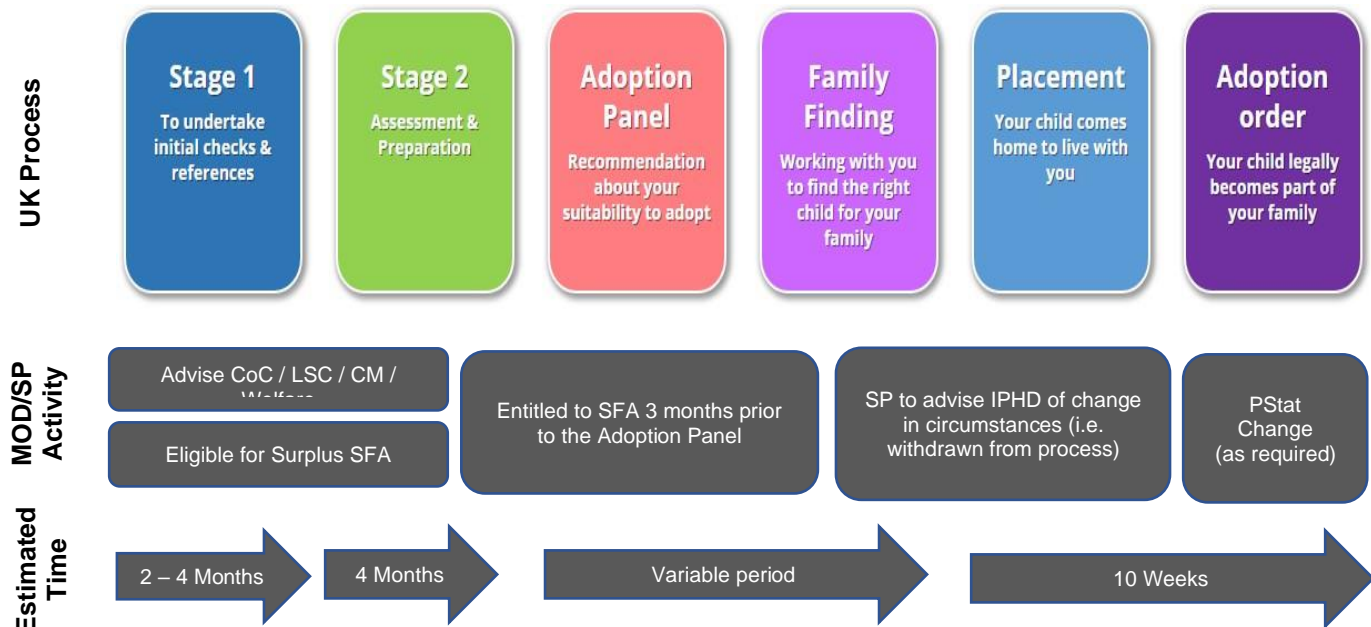 UK Process
Stage 1
To undertake
initial checks &
references
Stage 2
Assessment &
Preparation
Adoption
Panel
Recommendation
about your
suitability to adopt
Family
Finding
Working with you
to find the right
child for your
family
Placement
Your child comes
home to live with
you
Adoption
order
Your child legally
becomes part of
your family
MOD/SP
Activity
Advise CoC / LSC / CM /
Eligible for Surplus SFA
Entitled to SFA 3 months prior
to the Adoption Panel
SP to advise IPHD of change
in circumstances (i.e.
withdrawn from process)
PStat
Change
(as required)
Estimated
Time
2 – 4 Months
4 Months
Variable period
10 Weeks